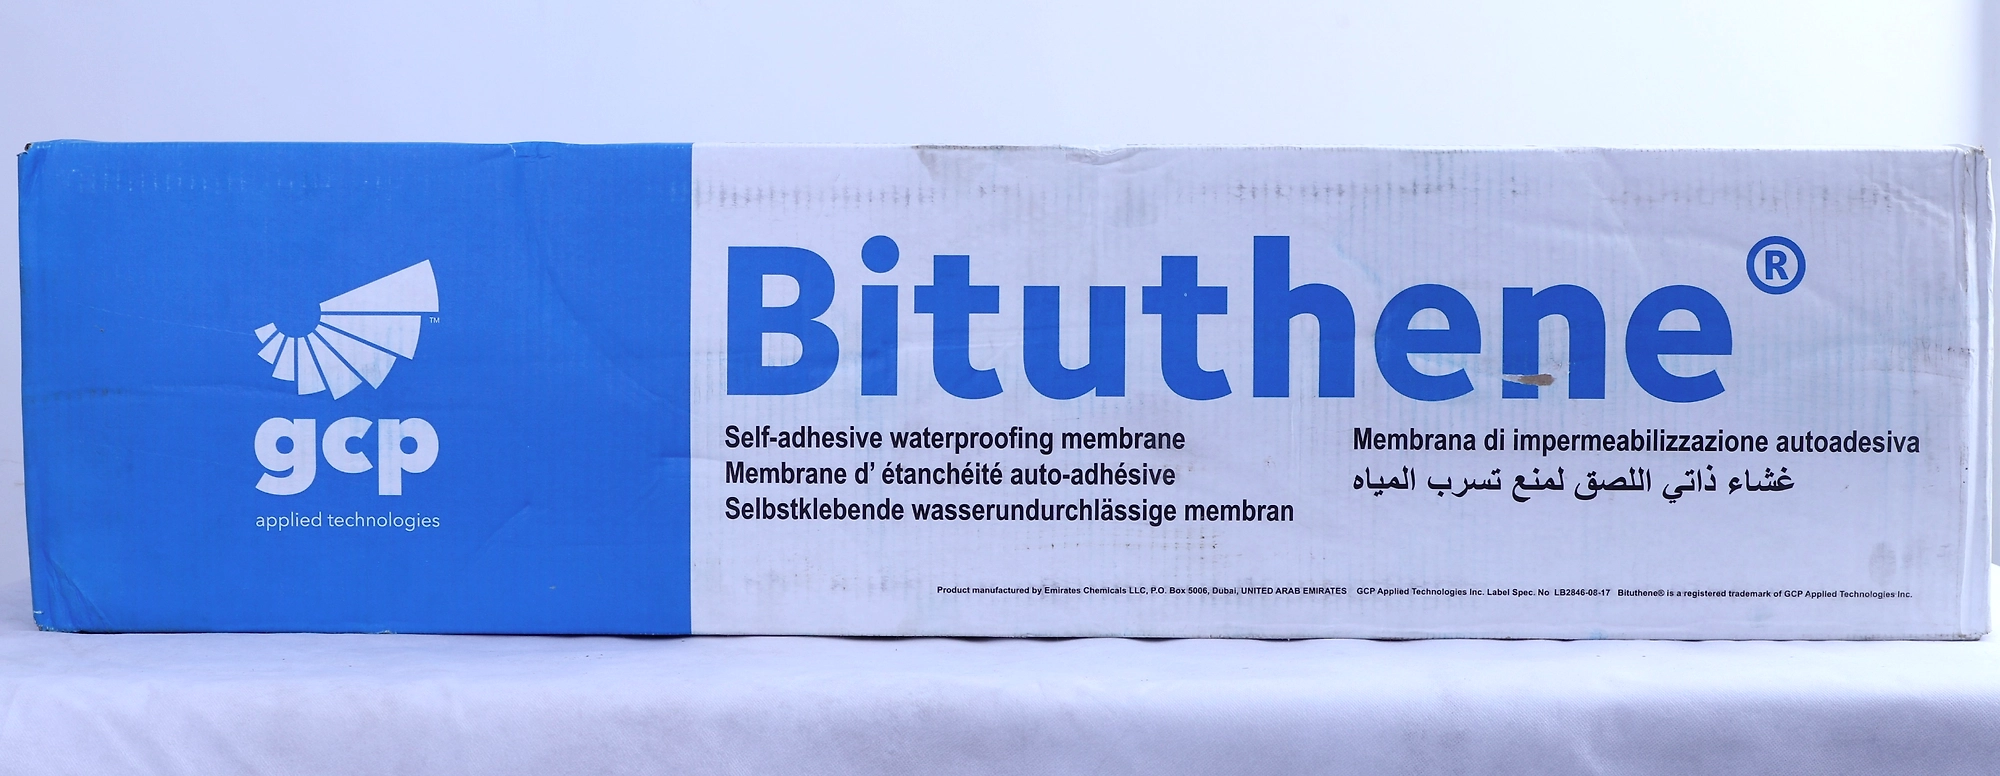 gcp
TM
applied technologies
Bituthene®
Self-adhesive waterproofing membrane
Membrane d' étanchéité auto-adhésive
Selbstklebende wasserundurchlässige membran
Membrana di impermeabilizzazione autoadesiva
غشاء ذاتي اللصق لمنع تسرب المياه
Product manufactured by Emirates Chemicals LLC, P.O. Box 5006, Dubai, UNITED ARAB EMIRATES GCP Applied Technologies Inc. Label Spec. No LB2846-08-17 Bituthene® is a registered trademark of GCP Applied Technologies Inc.